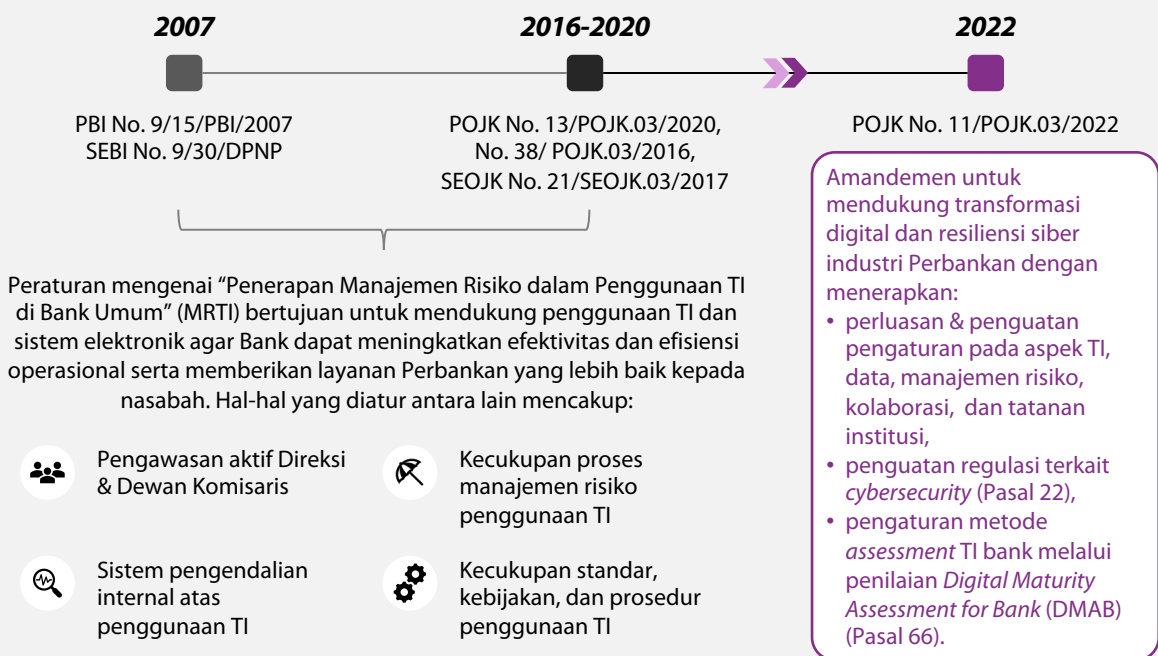 2007
2016-2020
2022
PBI No. 9/15/PBI/2007
SEBI No. 9/30/DPNP
POJK No. 13/POJK.03/2020,
No. 38/ POJK.03/2016,
SEOJK No. 21/SEOJK.03/2017
POJK No. 11/POJK.03/2022
Peraturan mengenai “Penerapan Manajemen Risiko dalam Penggunaan TI
di Bank Umum” (MRTI) bertujuan untuk mendukung penggunaan TI dan
sistem elektronik agar Bank dapat meningkatkan efektivitas dan efisiensi
operasional serta memberikan layanan Perbankan yang lebih baik kepada
nasabah. Hal-hal yang diatur antara lain mencakup:
Pengawasan aktif Direksi
& Dewan Komisaris
Kecukupan proses
manajemen risiko
penggunaan TI
Sistem pengendalian
internal atas
penggunaan TI
Kecukupan standar,
kebijakan, dan prosedur
penggunaan TI
Amandemen untuk
mendukung transformasi
digital dan resiliensi siber
industri Perbankan dengan
menerapkan:
• perluasan & penguatan
pengaturan pada aspek TI,
data, manajemen risiko,
kolaborasi, dan tatanan
institusi,
• penguatan regulasi terkait
cybersecurity (Pasal 22),
• pengaturan metode
assessment TI bank melalui
penilaian Digital Maturity
Assessment for Bank (DMAB)
(Pasal 66).